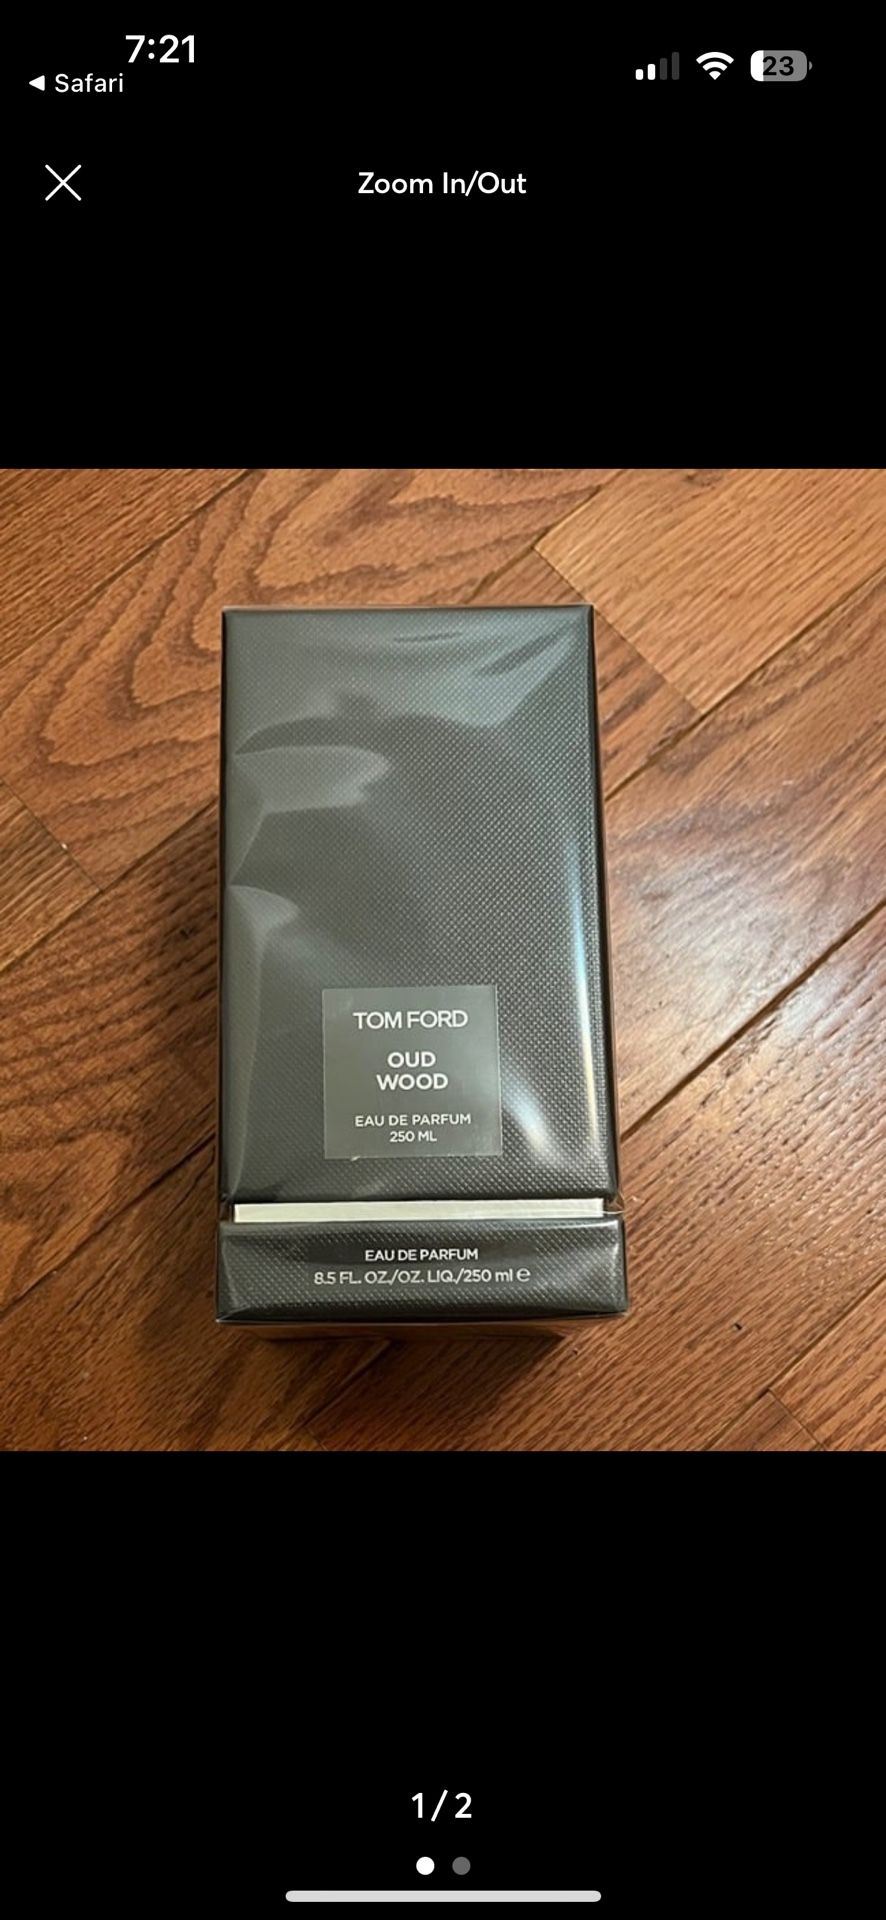 7:21
23
Safari
Zoom In/Out
TOM FORD
OUD
WOOD
EAU DE PARFUM
250 ML
EAU DE PARFUM
8.5 FL. OZ./OZ. LIQ./250 ml ℮
1/2